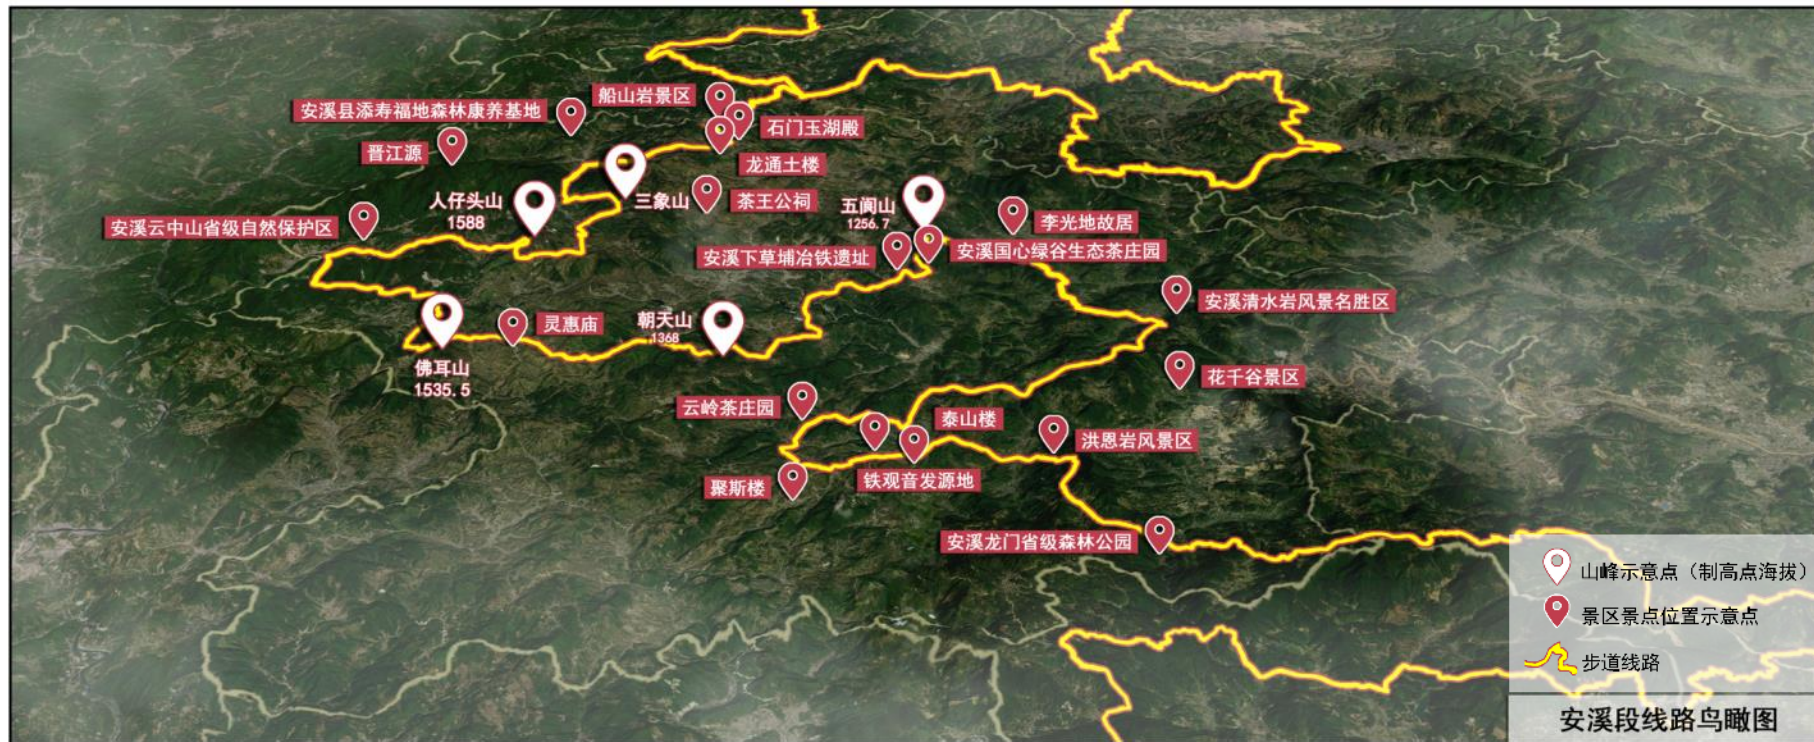 船山岩景区
安溪县添寿福地森林康养基地
石门玉湖殿
晋江源
龙通土楼
人仔头山
1588
三象山
茶王公祠
五阆山
1256.7
李光地故居
安溪云中山省级自然保护区
安溪下草埔冶铁遗址
安溪国心绿谷生态茶庄园
安溪清水岩风景名胜区
灵惠庙
朝天山
1368
佛耳山
1535.5
花千谷景区
云岭茶庄园
泰山楼
洪恩岩风景区
聚斯楼
铁观音发源地
安溪龙门省级森林公园
山峰示意点（制高点海拔）
景区景点位置示意点
步道线路
安溪段线路鸟瞰图